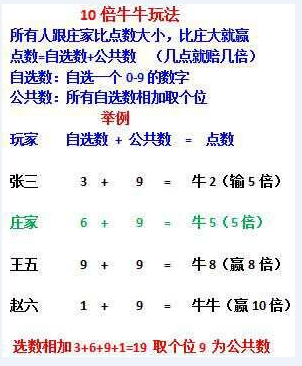 10 倍牛牛玩法
所有人跟庄家比点数大小，比庄大就赢
点数=自选数+公共数 （几点就赔几倍）
自选数：自选一个 0-9 的数字
公共数：所有自选数相加取个位
举例
玩家 自选数 + 公共数 = 点数
张三 3 + 9 = 牛 2（输 5 倍）
庄家 6 + 9 = 牛 5（5 倍）
王五 9 + 9 = 牛 8（赢 8 倍）
赵六 1 + 9 = 牛牛（赢 10 倍）
选数相加 3+6+9+1=19 取个位 9 为公共数